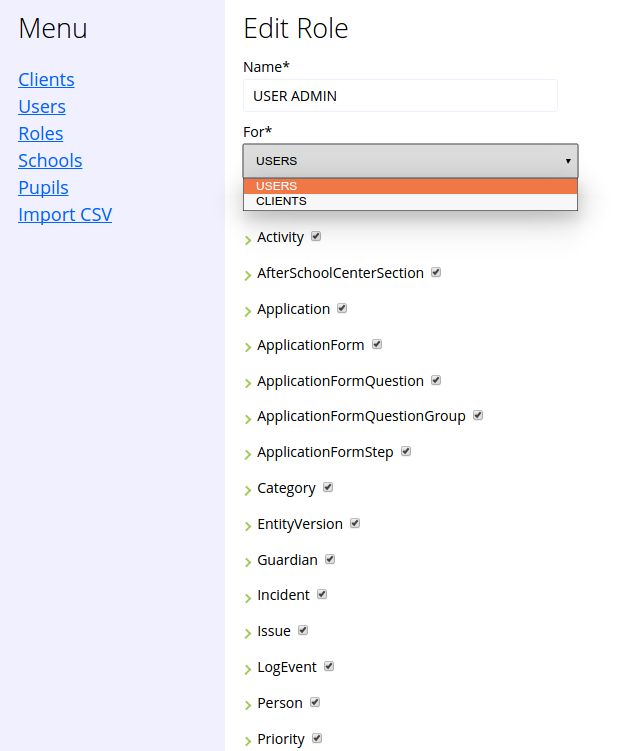 Menu
Clients
Users
Roles
Schools
Pupils
Import CSV
Edit Role
Name*
USER ADMIN
For*
USERS
USERS
CLIENTS
Activity
AfterSchoolCenterSection
Application
ApplicationForm
ApplicationFormQuestion
ApplicationFormQuestionGroup
ApplicationFormStep
Category
EntityVersion
Guardian
Incident
Issue
LogEvent
Person
Priority